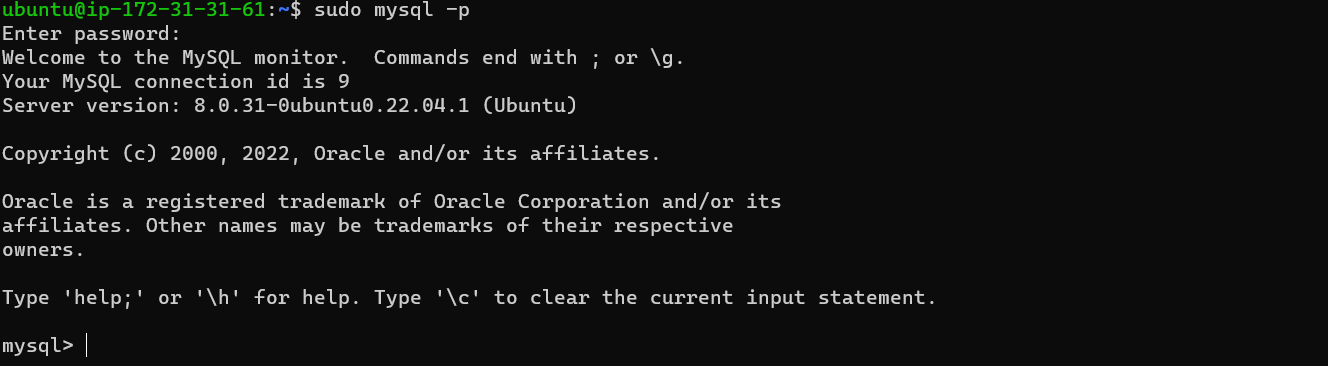 ubuntu@ip-172-31-31-61:~$ sudo mysql -p
Enter password:
Welcome to the MySQL monitor.  Commands end with ; or \g.
Your MySQL connection id is 9
Server version: 8.0.31-0ubuntu0.22.04.1 (Ubuntu)

Copyright (c) 2000, 2022, Oracle and/or its affiliates.

Oracle is a registered trademark of Oracle Corporation and/or its
affiliates. Other names may be trademarks of their respective
owners.

Type 'help;' or '\h' for help. Type '\c' to clear the current input statement.

mysql>